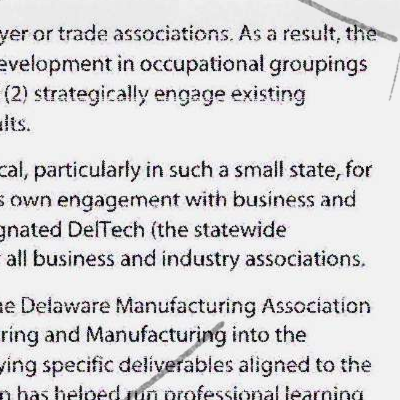 yer or trade associations. As a result, the
evelopment in occupational groupings
(2) strategically engage existing
ults.
cal, particularly in such a small state, for
s own engagement with business and
gnated DelTech (the statewide
all business and industry associations.
he Delaware Manufacturing Association
ring and Manufacturing into the
ying specific deliverables aligned to the
n has helped run professional learning